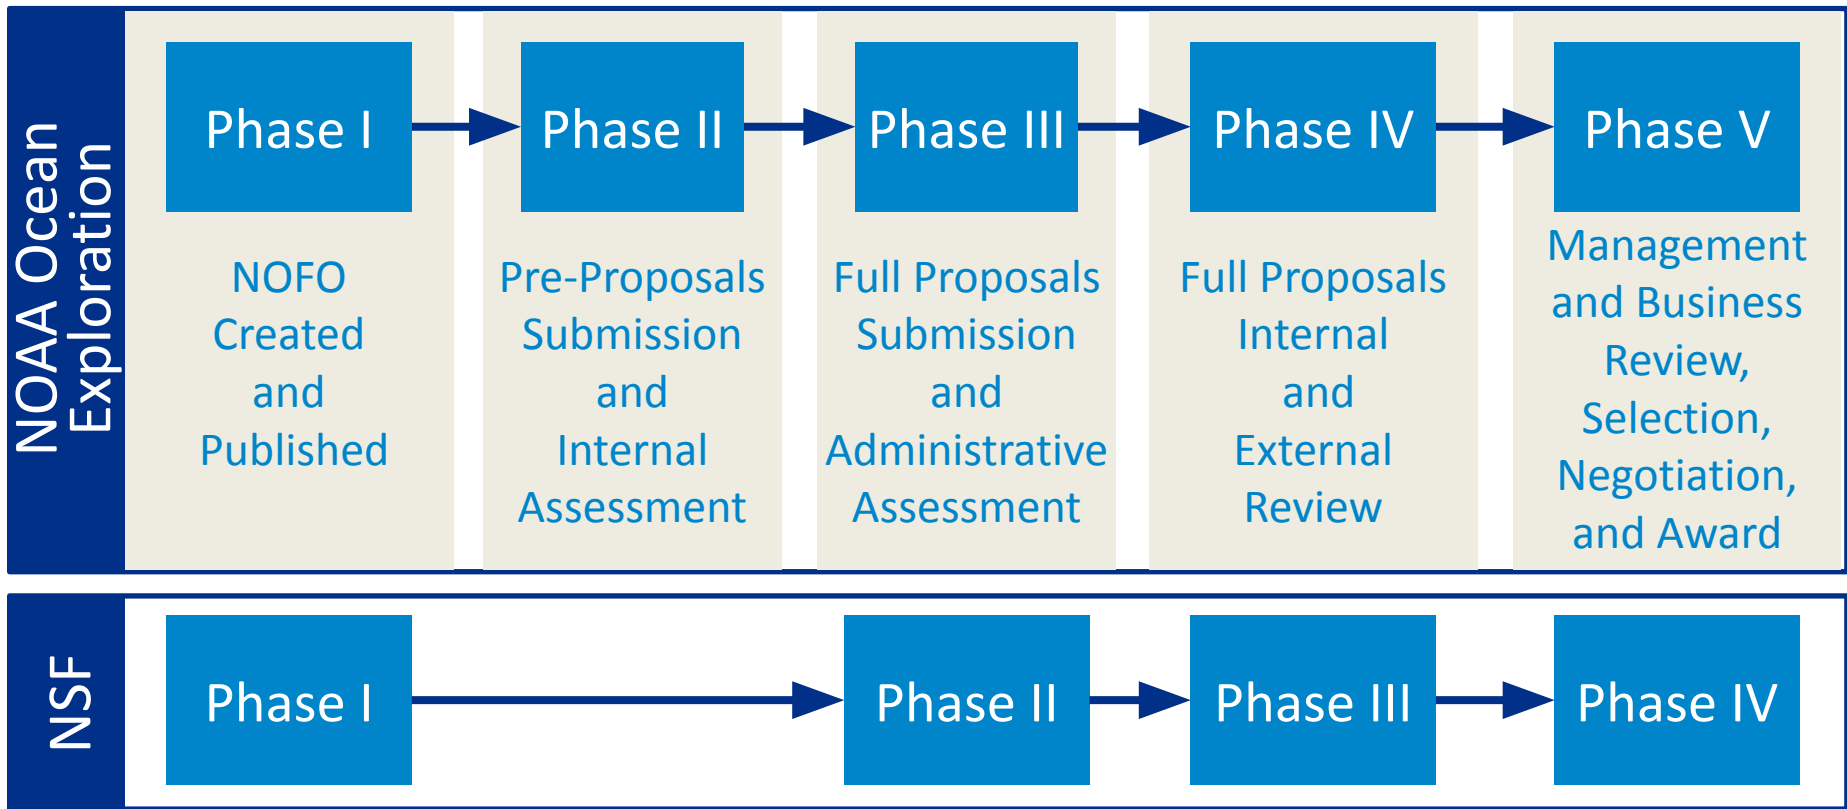 NOAA Ocean
Exploration
Phase I
Phase II
Phase III
Phase IV
Phase V
NOFO
Created
and
Published
Pre-Proposals
Submission
and
Internal
Assessment
Full Proposals
Submission
and
Administrative
Assessment
Full Proposals
Internal
and
External
Review
Management
and Business
Review,
Selection,
Negotiation,
and Award
NSF
Phase I
Phase II
Phase III
Phase IV